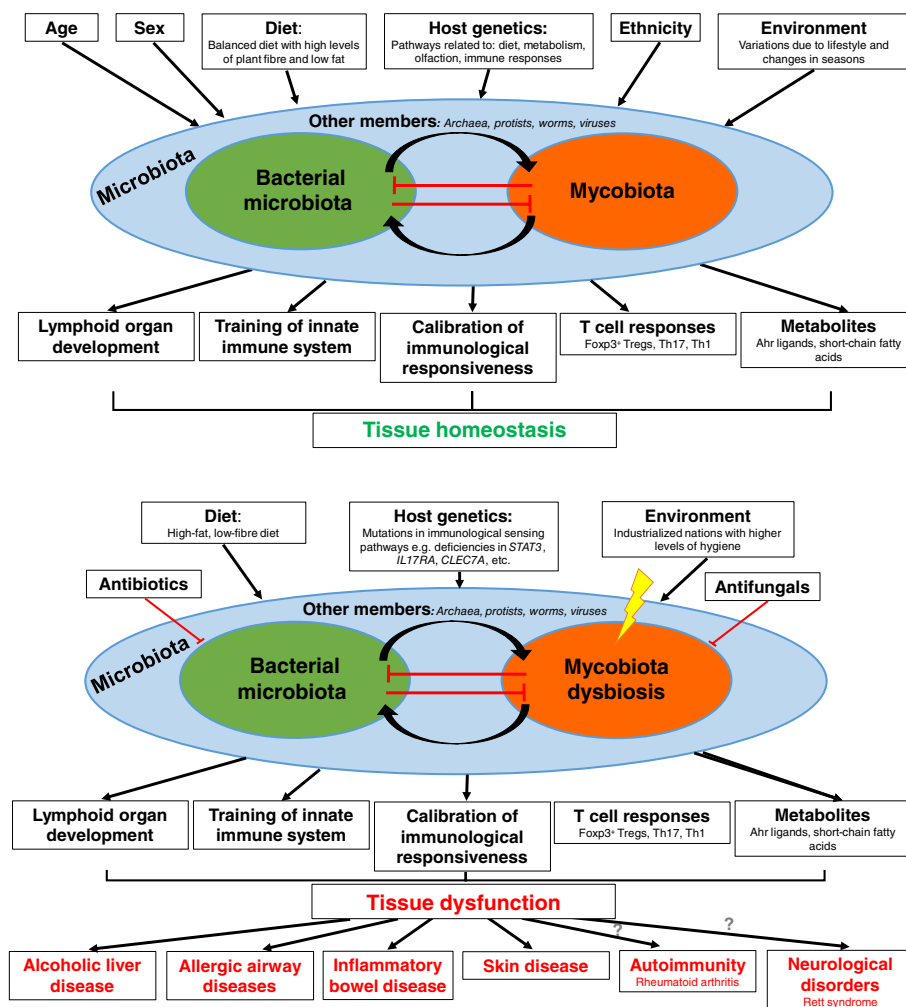 Age
Sex
Diet:
Balanced diet with high levels
of plant fibre and low fat
Host genetics:
Pathways related to: diet, metabolism,
olfaction, immune responses
Ethnicity
Environment
Variations due to lifestyle and
changes in seasons
Other members: Archaea, protists, worms, viruses
Microbiota
Bacterial
microbiota
Mycobiota
Lymphoid organ
development
Training of innate
immune system
Calibration of
immunological
responsiveness
T cell responses
Foxp3+ Tregs, Th17, Th1
Metabolites
Ahr ligands, short-chain fatty
acids
Tissue homeostasis
Diet:
High-fat, low-fibre diet
Host genetics:
Mutations in immunological sensing
pathways e.g. deficiencies in STAT3,
IL17RA, CLEC7A, etc.
Environment
Industrialized nations with higher
levels of hygiene
Antibiotics
Antifungals
Other members: Archaea, protists, worms, viruses
Microbiota
Bacterial
microbiota
Mycobiota
dysbiosis
Lymphoid organ
development
Training of innate
immune system
Calibration of
immunological
responsiveness
T cell responses
Foxp3+ Tregs, Th17, Th1
Metabolites
Ahr ligands, short-chain fatty
acids
Tissue dysfunction
?
?
Alcoholic liver
disease
Allergic airway
diseases
Inflammatory
bowel disease
Skin disease
Autoimmunity
Rheumatoid arthritis
Neurological
disorders
Rett syndrome